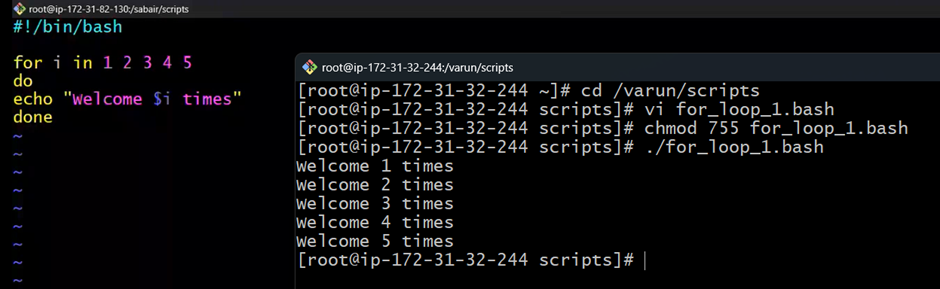 root@ip-172-31-82-130:/sabair/scripts
#!/bin/bash
for i in 1 2 3 4 5
do
echo "Welcome $i times"
done
~
~
~
~
~
~
~
~
~
root@ip-172-31-32-244:/varun/scripts
[root@ip-172-31-32-244 ~]# cd /varun/scripts
[root@ip-172-31-32-244 scripts]# vi for_loop_1.bash
[root@ip-172-31-32-244 scripts]# chmod 755 for_loop_1.bash
[root@ip-172-31-32-244 scripts]# ./for_loop_1.bash
Welcome 1 times
Welcome 2 times
Welcome 3 times
Welcome 4 times
Welcome 5 times
[root@ip-172-31-32-244 scripts]#